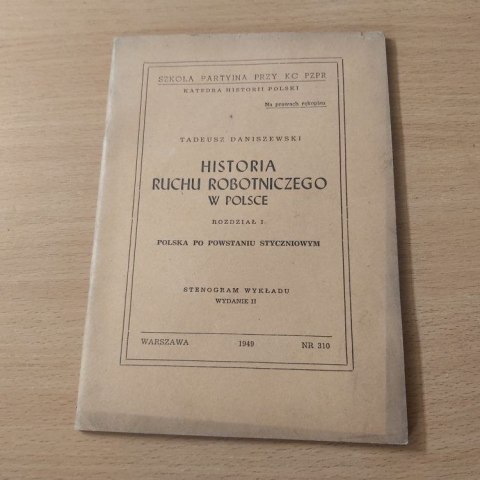 SZKOŁA PARTYJNA PRZY KC PZPR
KATEDRA HISTORII POLSKI
Na prawach rękopisu
TADEUSZ DANISZEWSKI
HISTORIA
RUCHU ROBOTNICZEGO
W POLSCE
ROZDZIAŁ I.
POLSKA PO POWSTANIU STYCZNIOWYM
STENOGRAM WYKŁADU
WYDANIE II
WARSZAWA 1949 NR 310